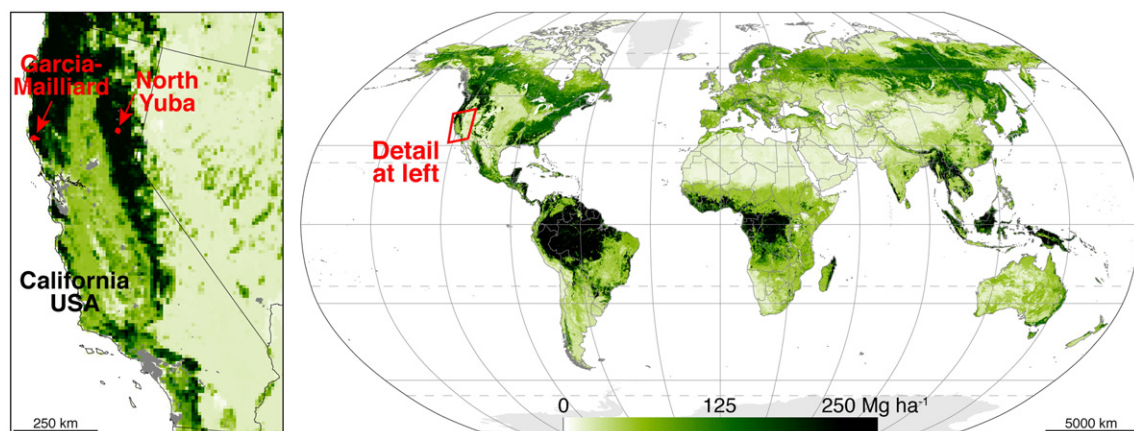 Garcia-
Mailliard
North
Yuba
California
USA
250 km
Detail
at left
0 125 250 Mg ha⁻¹
5000 km